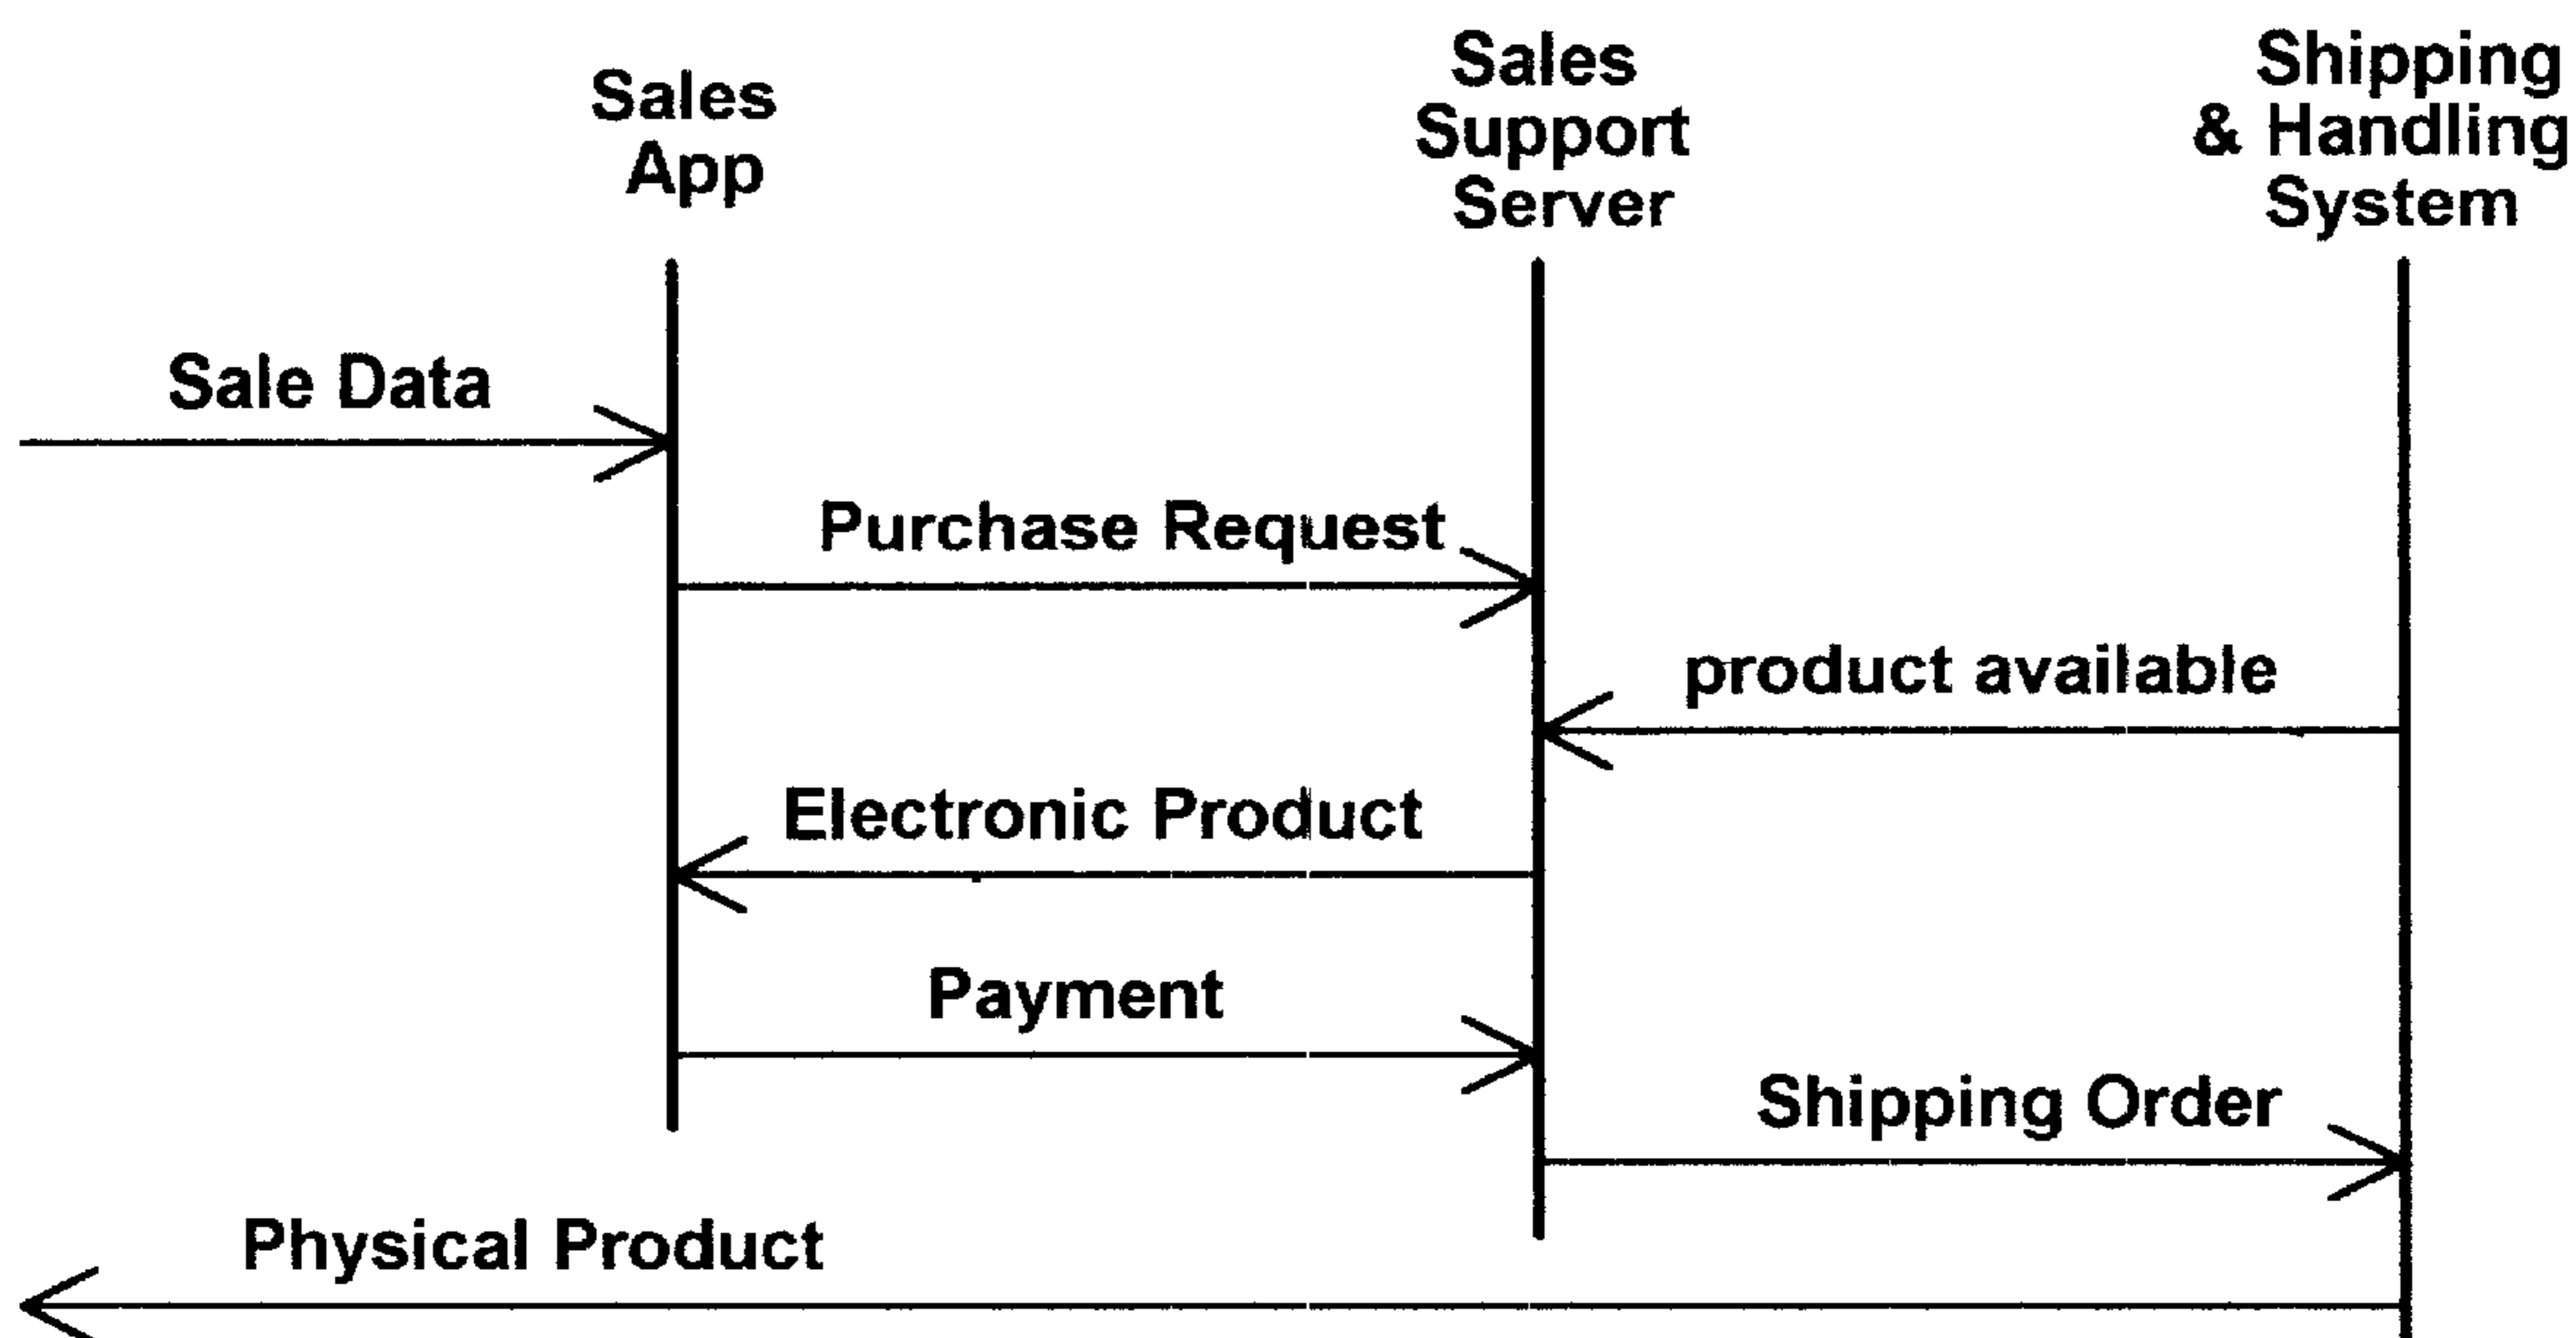 Sales
App
Sales
Support
Server
Shipping
& Handling
System
Sale Data
Purchase Request
product available
Electronic Product
Payment
Shipping Order
Physical Product